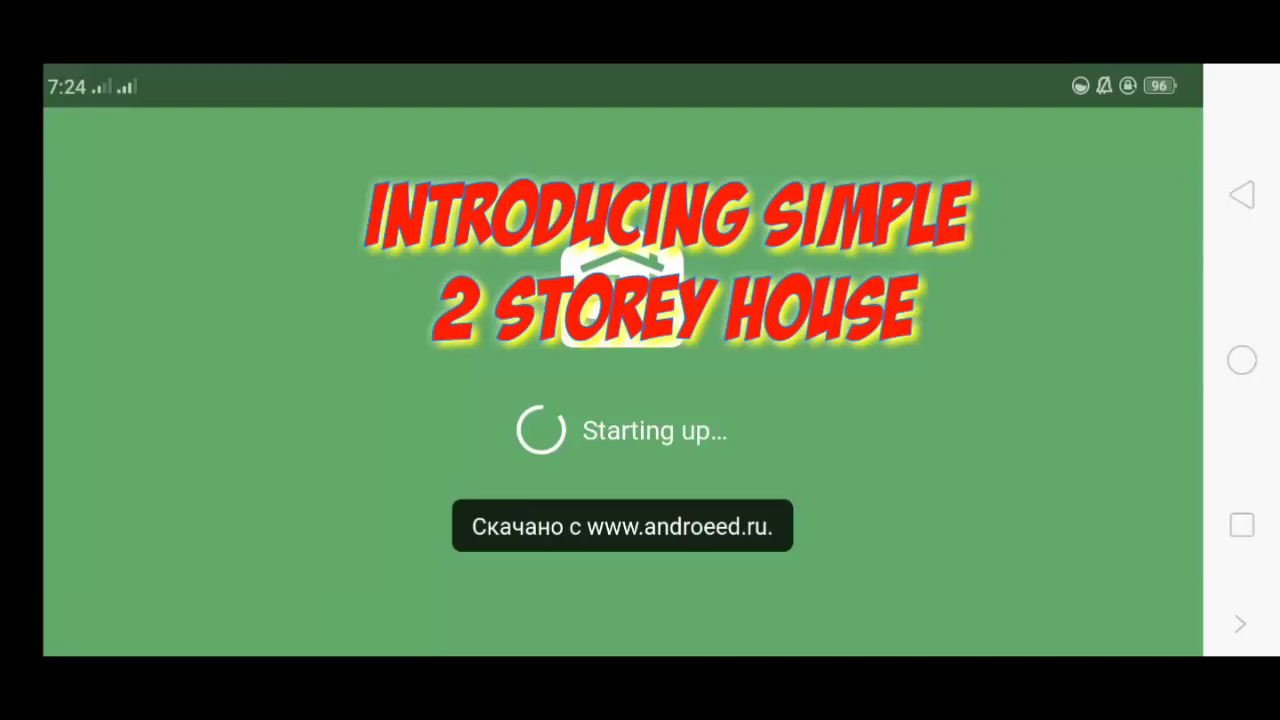 7:24
96
INTRODUCING SIMPLE
2 STOREY HOUSE
Starting up...
Скачано с www.androeed.ru.